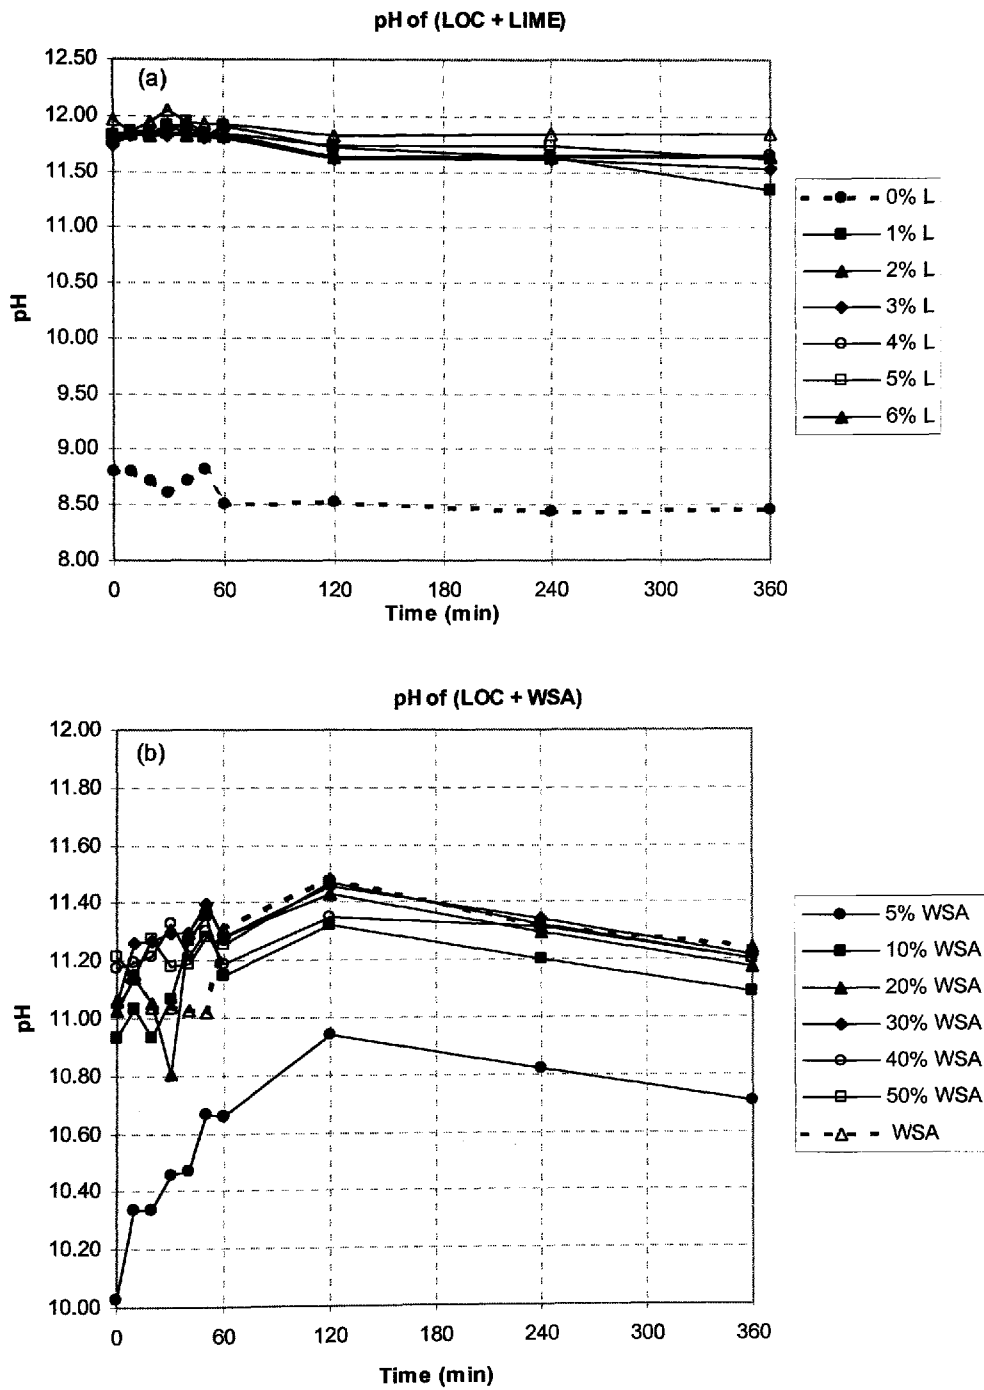 pH of (LOC + LIME)
(a)
12.50
12.00
11.50
11.00
10.50
10.00
9.50
9.00
8.50
8.00
pH
0 60 120 180 240 300 360
Time (min)
0% L
1% L
2% L
3% L
4% L
5% L
6% L
pH of (LOC + WSA)
(b)
12.00
11.80
11.60
11.40
11.20
11.00
10.80
10.60
10.40
10.20
10.00
pH
0 60 120 180 240 300 360
Time (min)
5% WSA
10% WSA
20% WSA
30% WSA
40% WSA
50% WSA
WSA